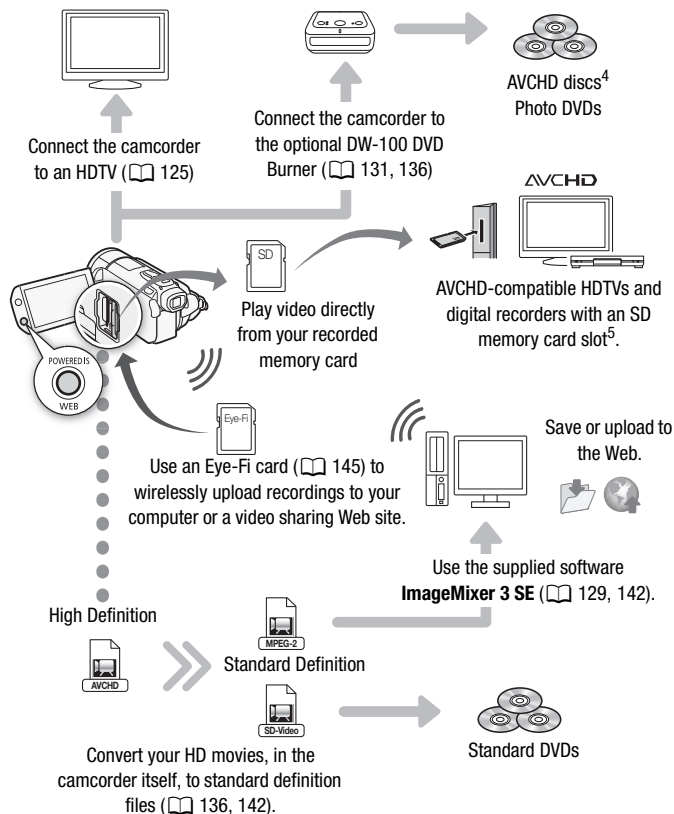 AVCHD discs4
Photo DVDs
Connect the camcorder
to an HDTV ( 125)
Connect the camcorder to
the optional DW-100 DVD
Burner ( 131, 136)
AVCHD
SD
Play video directly
from your recorded
memory card
AVCHD-compatible HDTVs and
digital recorders with an SD
memory card slot5.
POWERED IS
WEB
Eye-Fi
Use an Eye-Fi card ( 145) to
wirelessly upload recordings to your
computer or a video sharing Web site.
Save or upload to
the Web.
Use the supplied software
ImageMixer 3 SE ( 129, 142).
High Definition
AVCHD
MPEG-2
Standard Definition
SD-Video
Standard DVDs
Convert your HD movies, in the
camcorder itself, to standard definition
files ( 136, 142).